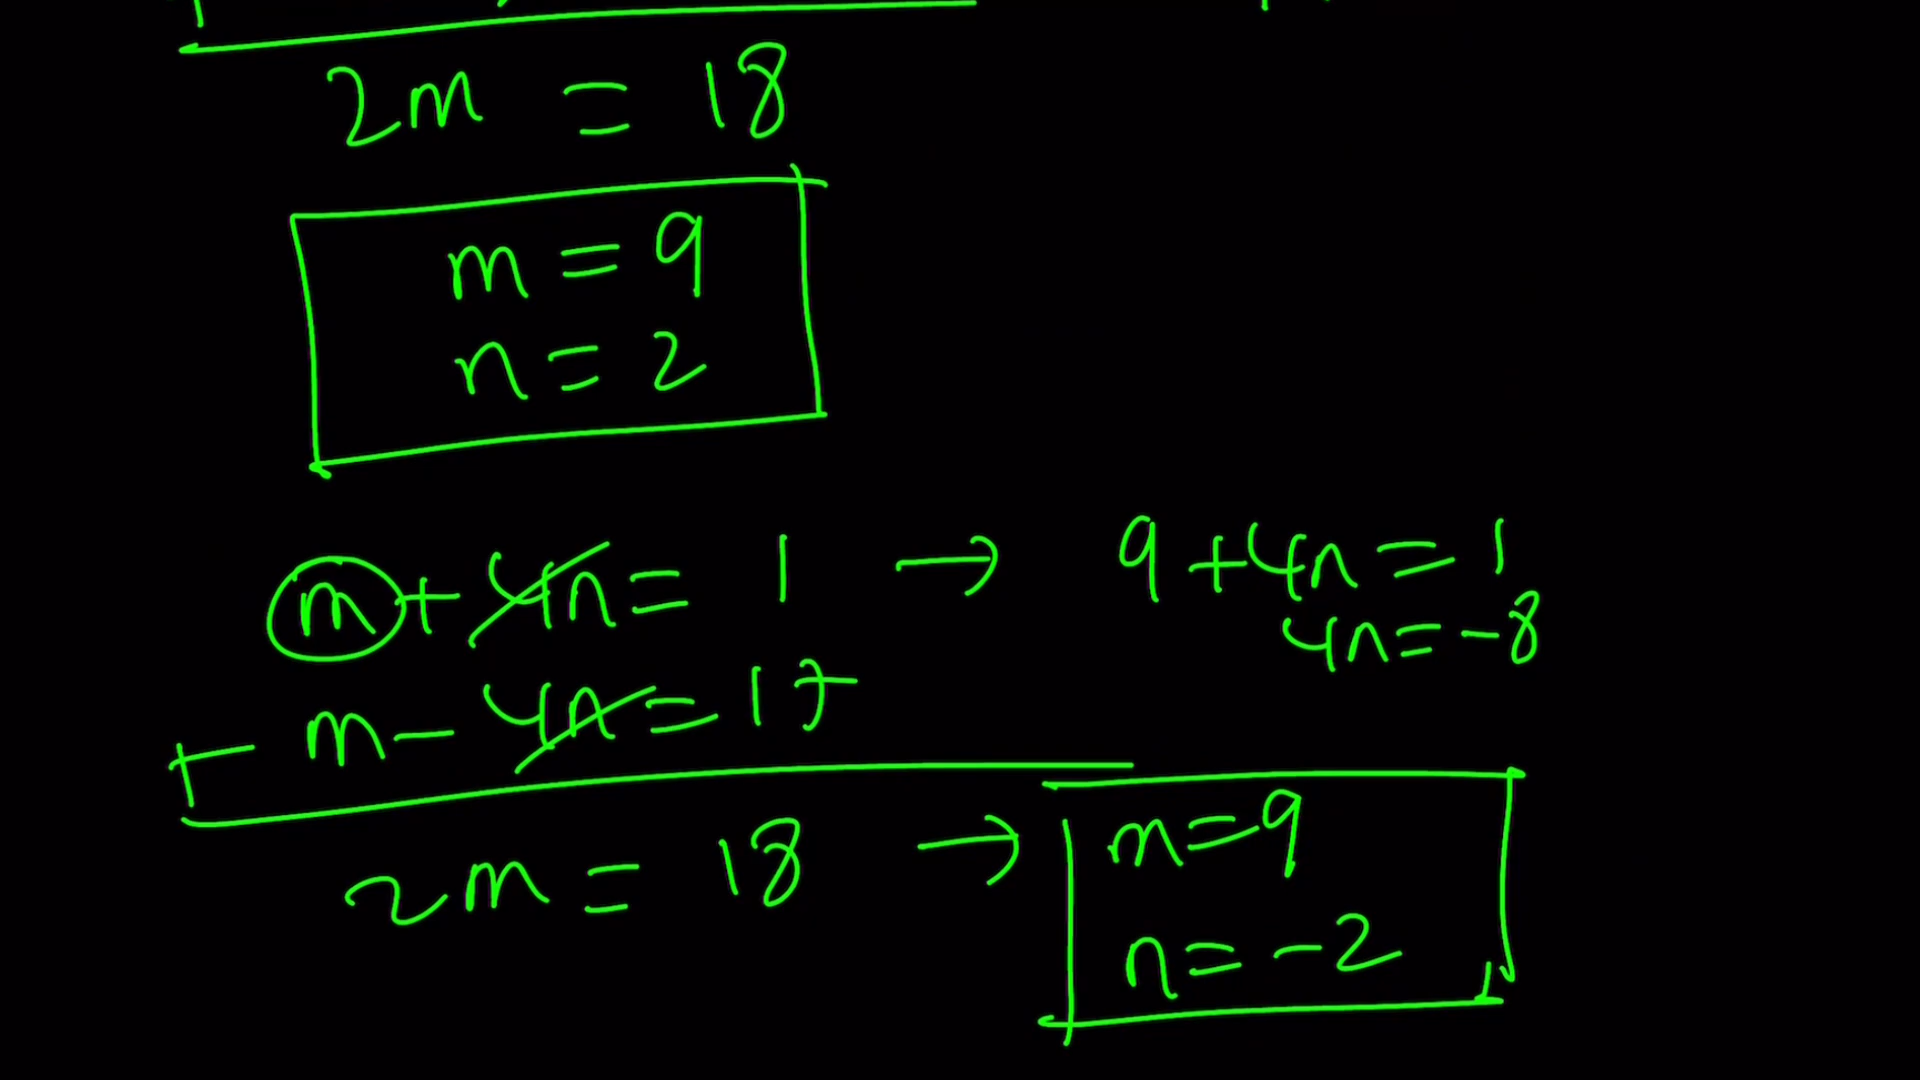 2m = 18
m = 9
n = 2
m + 4n = 1 → 9 + 4n = 1
4n = -8
m - 4n = 17
2m = 18 → m = 9
n = -2